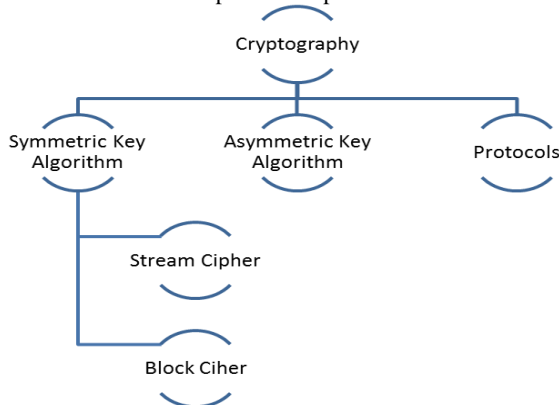 Cryptography
Symmetric Key
Algorithm
Asymmetric Key
Algorithm
Protocols
Stream Cipher
Block Ciher